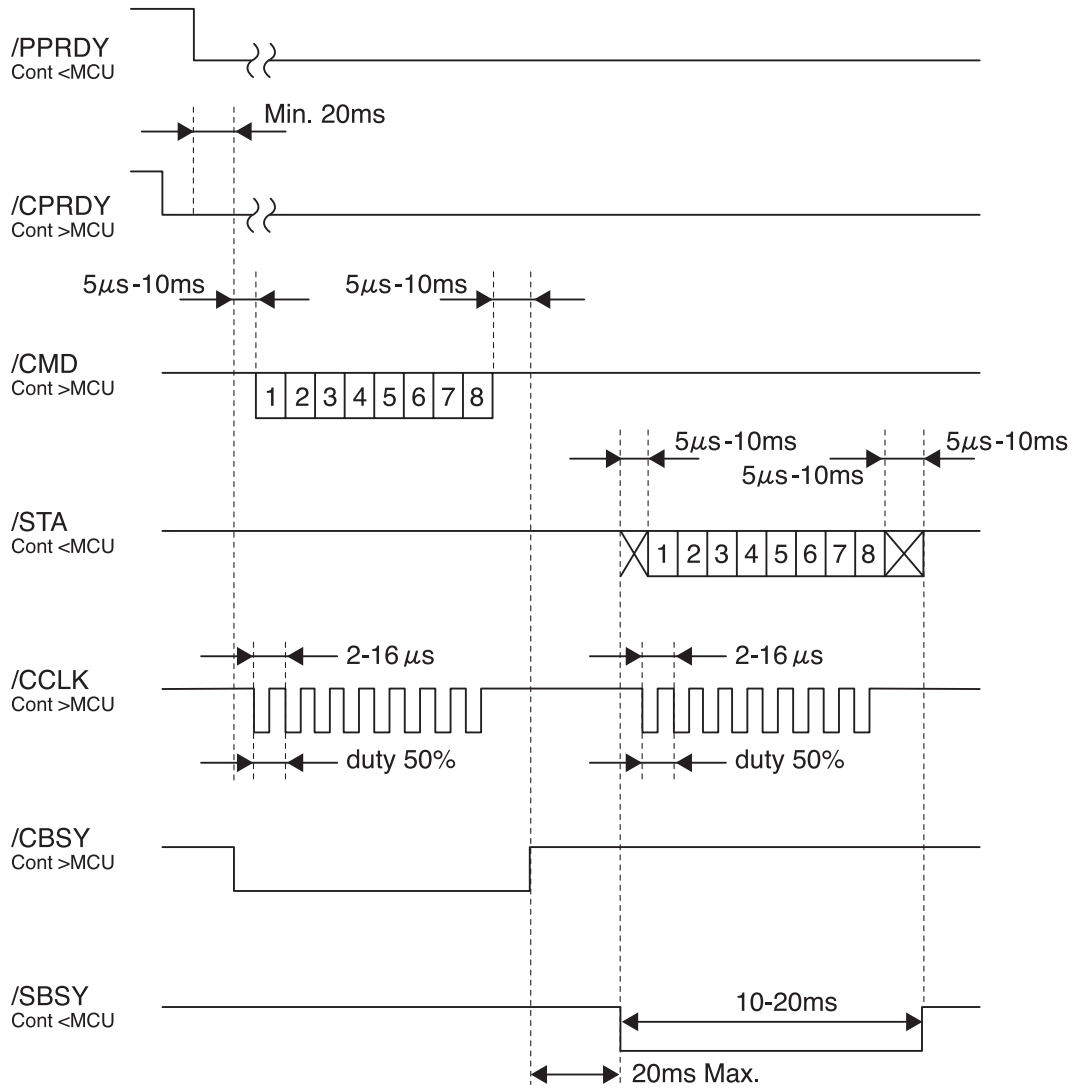 /PPRDY
Cont <MCU
Min. 20ms
/CPRDY
Cont >MCU
5μs-10ms
5μs-10ms
/CMD
Cont >MCU
1 2 3 4 5 6 7 8
5μs-10ms
5μs-10ms
5μs-10ms
/STA
Cont <MCU
1 2 3 4 5 6 7 8
2-16 μs
2-16 μs
/CCLK
Cont >MCU
duty 50%
duty 50%
/CBSY
Cont >MCU
/SBSY
Cont <MCU
10-20ms
20ms Max.